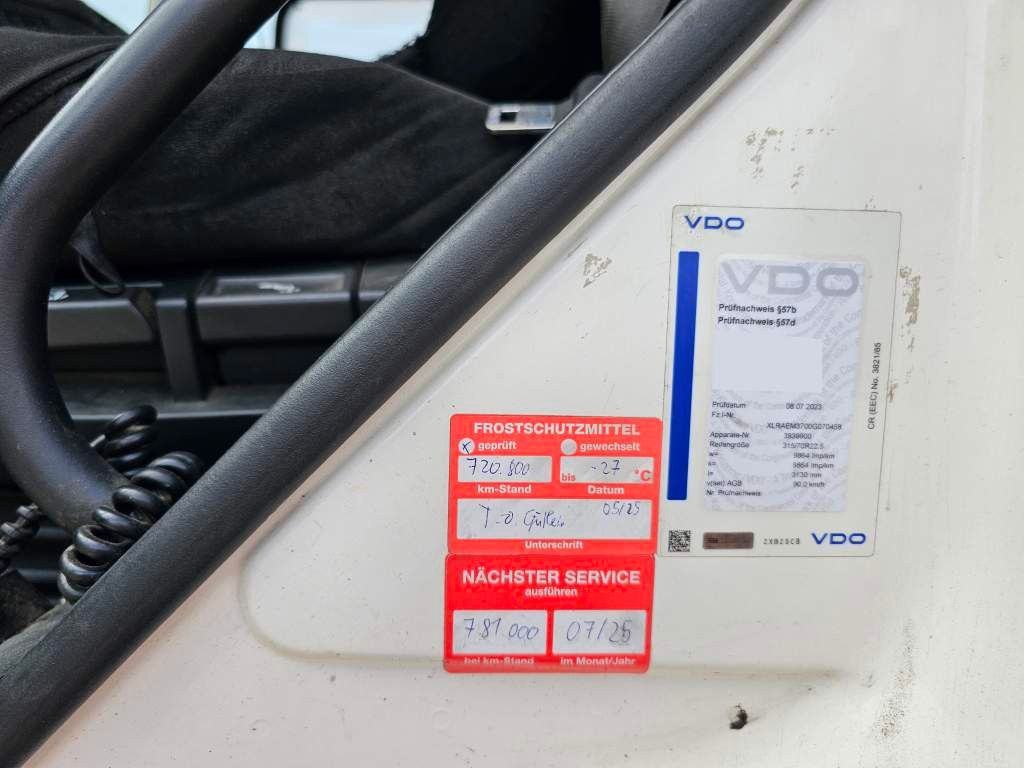 VDO
VDO
Prüfnachweis §57b
Prüfnachweis §57d
Prüfdatum 08.07.2023
Fz.I-Nr.
XLRAEM3700G070458
Apparate-Nr. 3939900
Reifengröße 315/70R22.5
w= 9864 Imp/km
k= 9864 Imp/km
l= 3130 mm
v(set) AGB 90,0 km/h
Nr. Prüfnachweis:
CR (EEC) No. 3821/85
ZXB25CB VDO
FROSTSCHUTZMITTEL
x geprüft gewechselt
720.800 bis -27 °C
km-Stand Datum
05/25
Unterschrift
NÄCHSTER SERVICE
ausführen
781.000 07/25
bei km-Stand im Monat/Jahr